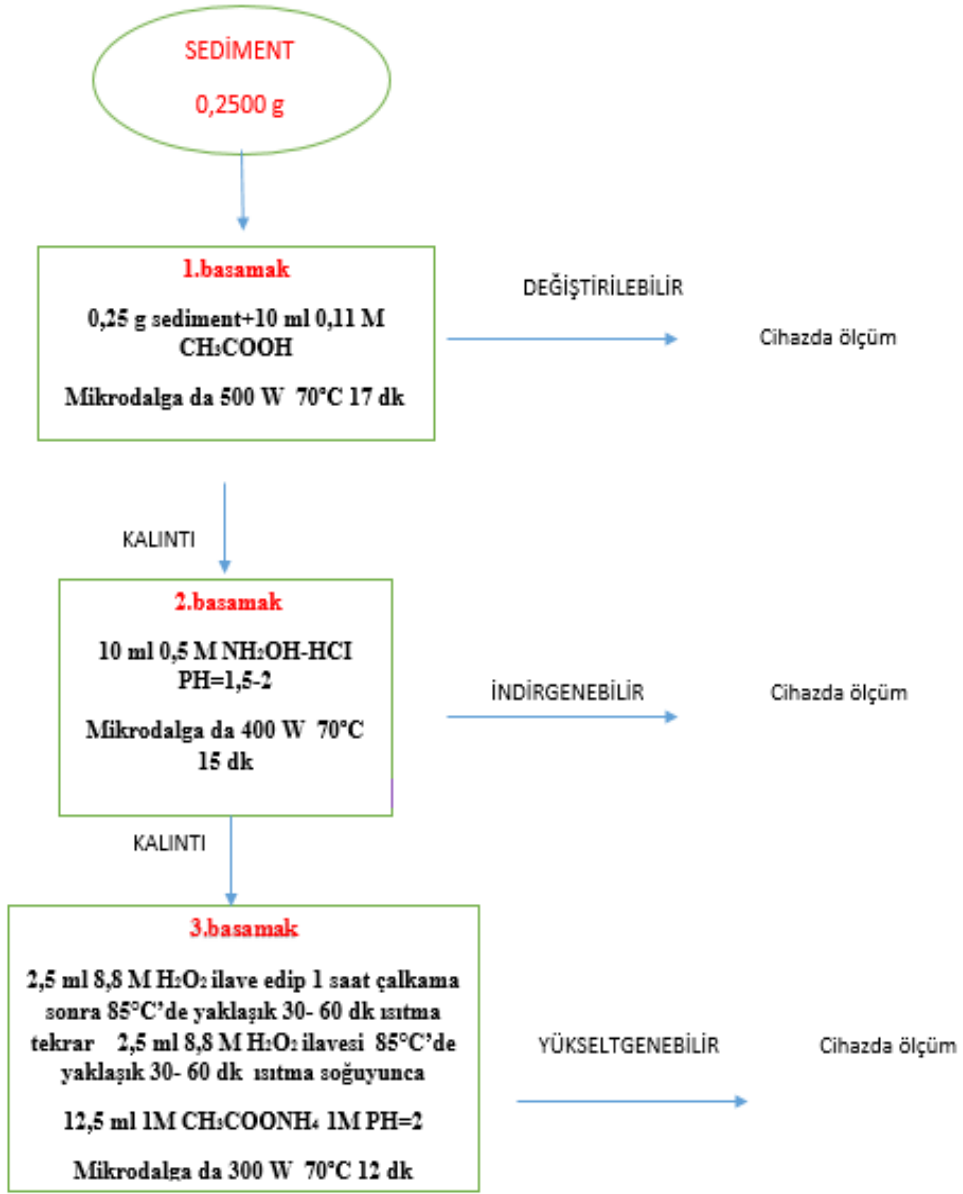 SEDİMENT
0,2500 g
1.basamak
0,25 g sediment+10 ml 0,11 M
CH₃COOH
Mikrodalga da 500 W 70°C 17 dk
DEĞİŞTİRİLEBİLİR
Cihazda ölçüm
KALINTI
2.basamak
10 ml 0,5 M NH₂OH-HCI
PH=1,5-2
Mikrodalga da 400 W 70°C
15 dk
İNDİRGENEBİLİR
Cihazda ölçüm
KALINTI
3.basamak
2,5 ml 8,8 M H₂O₂ ilave edip 1 saat çalkama
sonra 85°C’de yaklaşık 30- 60 dk ısıtma
tekrar 2,5 ml 8,8 M H₂O₂ ilavesi 85°C’de
yaklaşık 30- 60 dk ısıtma soğuyunca
12,5 ml 1M CH₃COONH₄ 1M PH=2
Mikrodalga da 300 W 70°C 12 dk
YÜKSELTGENEBİLİR
Cihazda ölçüm